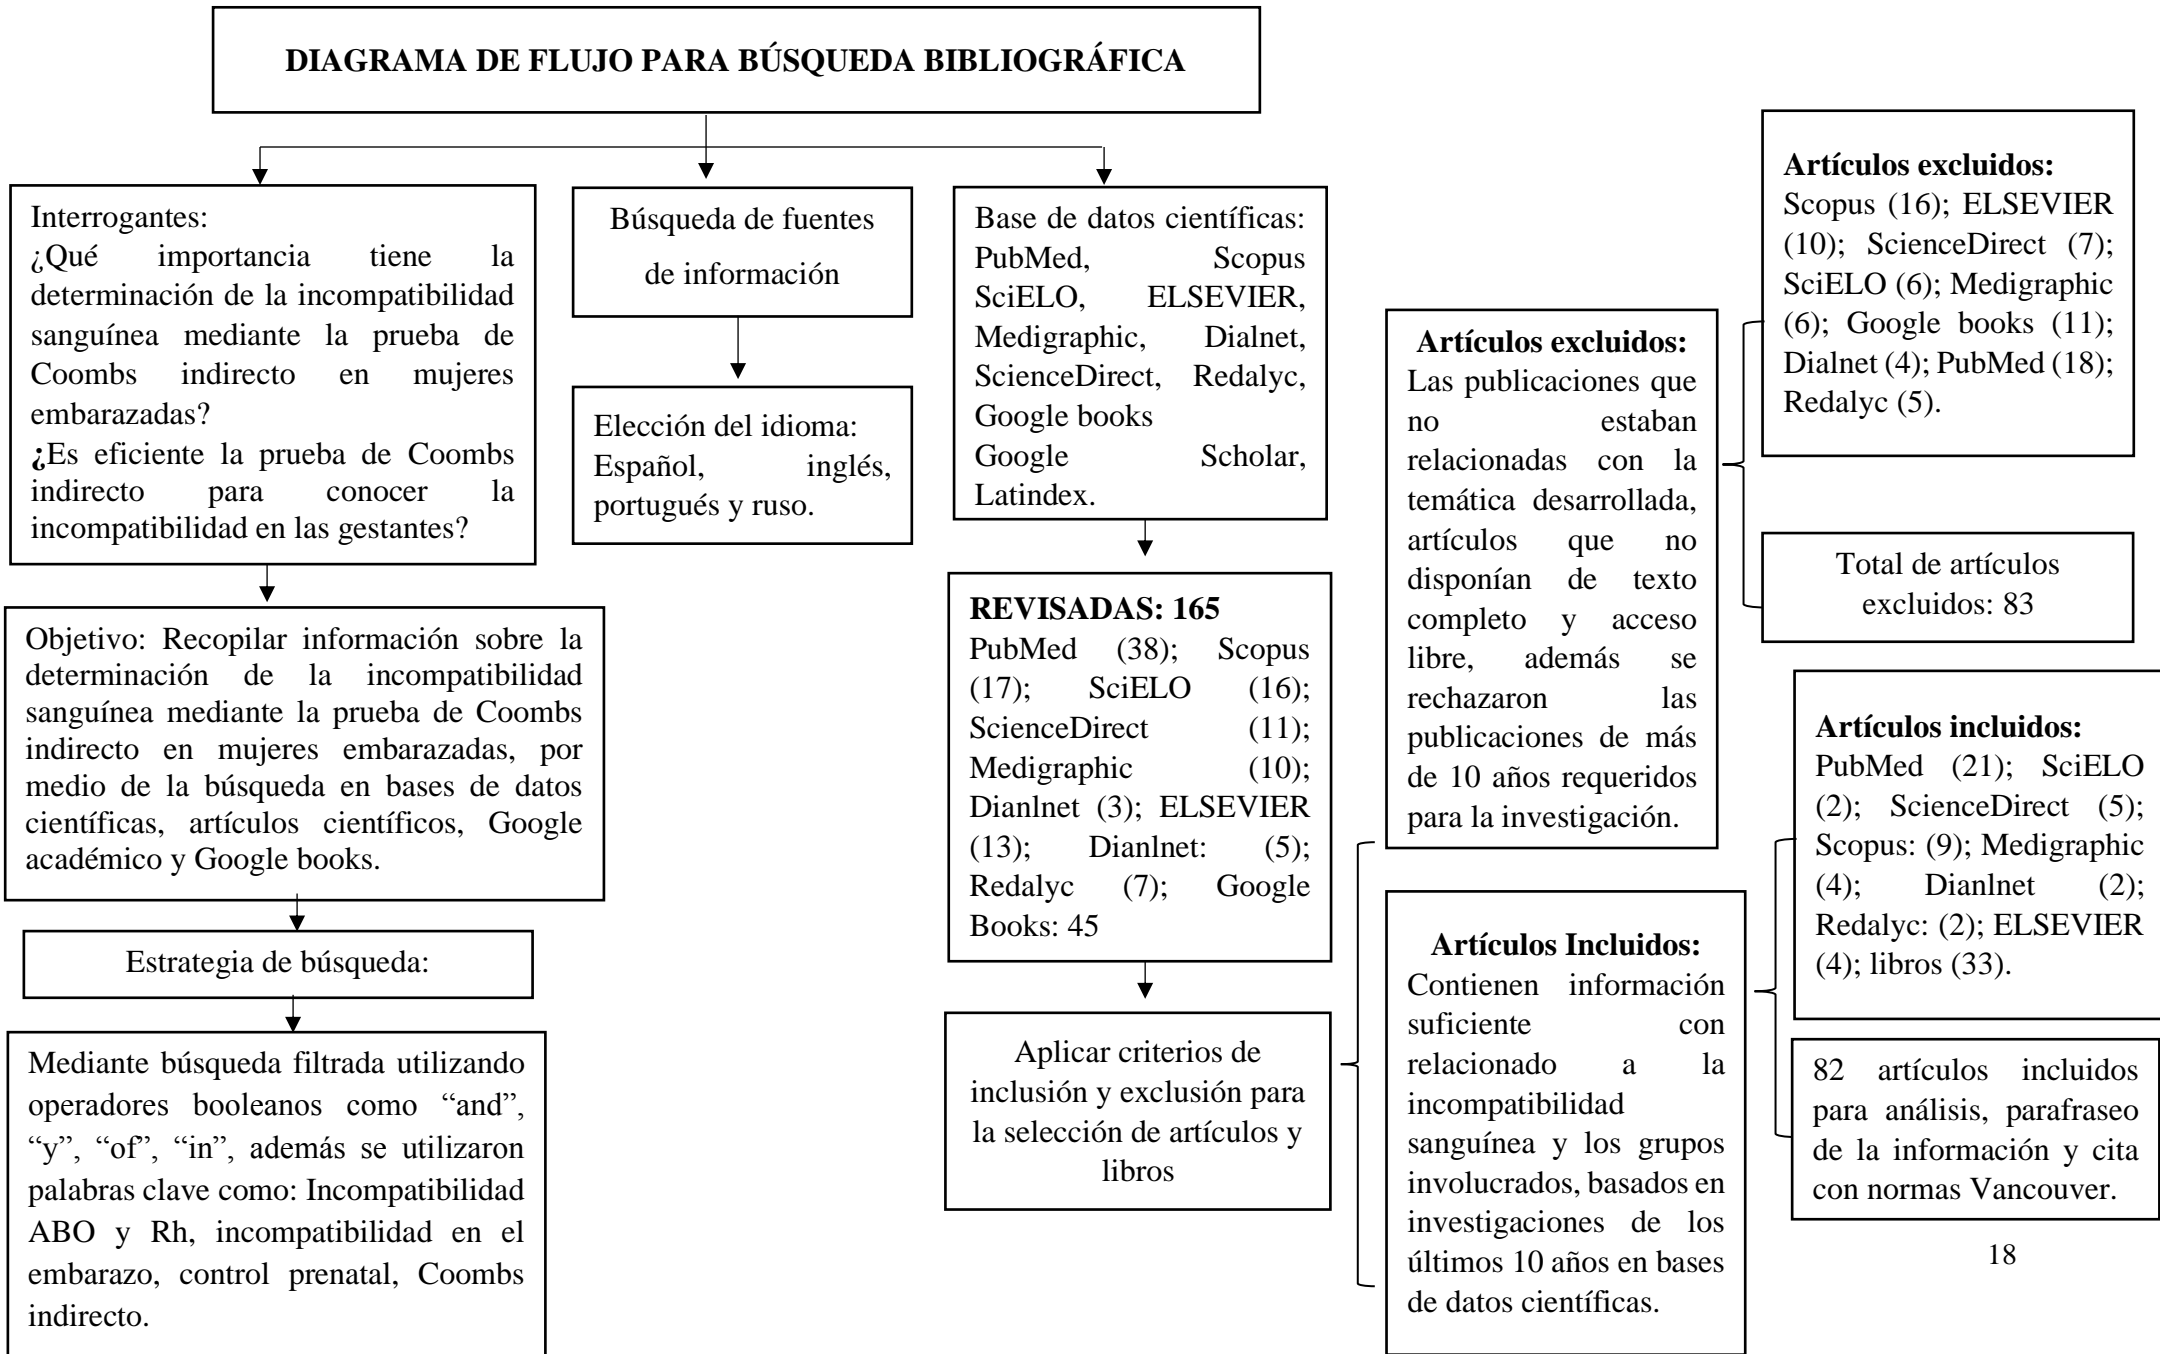 DIAGRAMA DE FLUJO PARA BÚSQUEDA BIBLIOGRÁFICA
Interrogantes:
¿Qué importancia tiene la
determinación de la incompatibilidad
sanguínea mediante la prueba de
Coombs indirecto en mujeres
embarazadas?
¿Es eficiente la prueba de Coombs
indirecto para conocer la
incompatibilidad en las gestantes?
Objetivo: Recopilar información sobre la
determinación de la incompatibilidad
sanguínea mediante la prueba de Coombs
indirecto en mujeres embarazadas, por
medio de la búsqueda en bases de datos
científicas, artículos científicos, Google
académico y Google books.
Estrategia de búsqueda:
Mediante búsqueda filtrada utilizando
operadores booleanos como “and”,
“y”, “of”, “in”, además se utilizaron
palabras clave como: Incompatibilidad
ABO y Rh, incompatibilidad en el
embarazo, control prenatal, Coombs
indirecto.
Búsqueda de fuentes
de información
Elección del idioma:
Español, inglés,
portugués y ruso.
Base de datos científicas:
PubMed, Scopus
SciELO, ELSEVIER,
Medigraphic, Dialnet,
ScienceDirect, Redalyc,
Google books
Google Scholar,
Latindex.
REVISADAS: 165
PubMed (38); Scopus
(17); SciELO (16);
ScienceDirect (11);
Medigraphic (10);
Dianlnet (3); ELSEVIER
(13); Dianlnet: (5);
Redalyc (7); Google
Books: 45
Aplicar criterios de
inclusión y exclusión para
la selección de artículos y
libros
Artículos excluidos:
Las publicaciones que
no estaban
relacionadas con la
temática desarrollada,
artículos que no
disponían de texto
completo y acceso
libre, además se
rechazaron las
publicaciones de más
de 10 años requeridos
para la investigación.
Artículos Incluidos:
Contienen información
suficiente con
relacionado a la
incompatibilidad
sanguínea y los grupos
involucrados, basados en
investigaciones de los
últimos 10 años en bases
de datos científicas.
Artículos excluidos:
Scopus (16); ELSEVIER
(10); ScienceDirect (7);
SciELO (6); Medigraphic
(6); Google books (11);
Dialnet (4); PubMed (18);
Redalyc (5).
Total de artículos
excluidos: 83
Artículos incluidos:
PubMed (21); SciELO
(2); ScienceDirect (5);
Scopus: (9); Medigraphic
(4); Dianlnet (2);
Redalyc: (2); ELSEVIER
(4); libros (33).
82 artículos incluidos
para análisis, parafraseo
de la información y cita
con normas Vancouver.
18